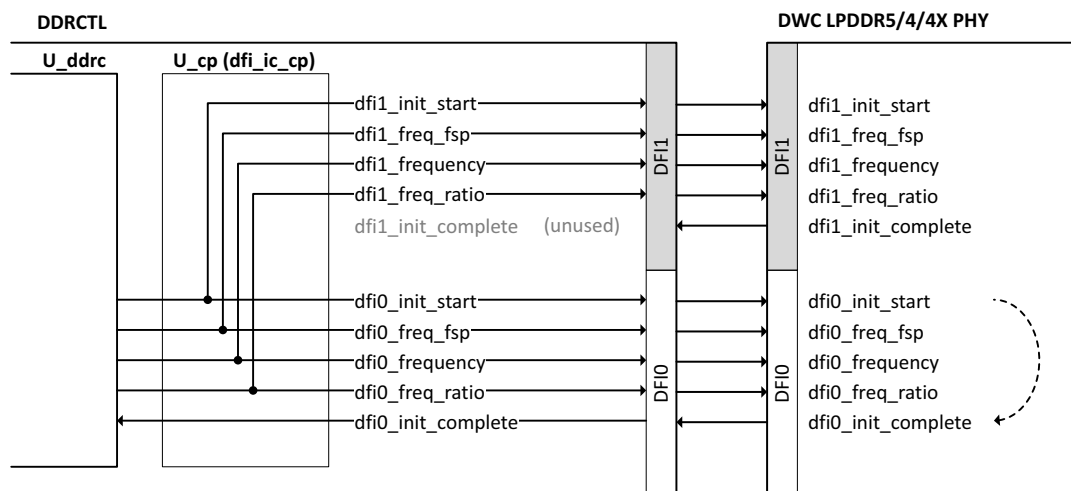 DDRCTL
DWC LPDDR5/4/4X PHY
U_ddrc
U_cp (dfi_ic_cp)
dfi1_init_start
dfi1_freq_fsp
dfi1_frequency
dfi1_freq_ratio
dfi1_init_complete (unused)
DFI1
DFI1
dfi1_init_start
dfi1_freq_fsp
dfi1_frequency
dfi1_freq_ratio
dfi1_init_complete
dfi0_init_start
dfi0_freq_fsp
dfi0_frequency
dfi0_freq_ratio
dfi0_init_complete
DFI0
DFI0
dfi0_init_start
dfi0_freq_fsp
dfi0_frequency
dfi0_freq_ratio
dfi0_init_complete